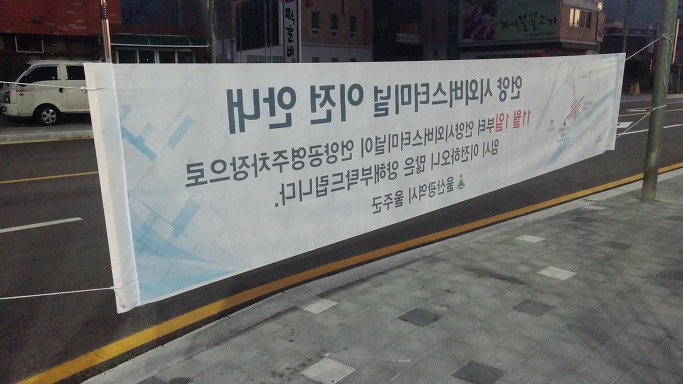 언양 시외버스터미널 이전 안내
11월 1일부터 언양시외버스터미널이 언양공영주차장으로
임시 이전하오니 많은 양해부탁드립니다.
울산광역시 울주군